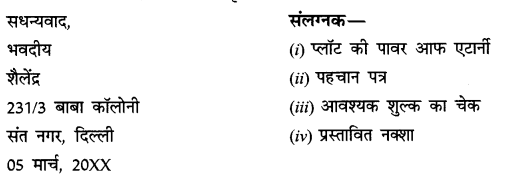 सधन्यवाद,
भवदीय
शैलेंद्र
231/3 बाबा कॉलोनी
संत नगर, दिल्ली
05 मार्च, 20XX
संलग्नक—
(i) प्लॉट की पावर आफ एटार्नी
(ii) पहचान पत्र
(iii) आवश्यक शुल्क का चेक
(iv) प्रस्तावित नक्शा